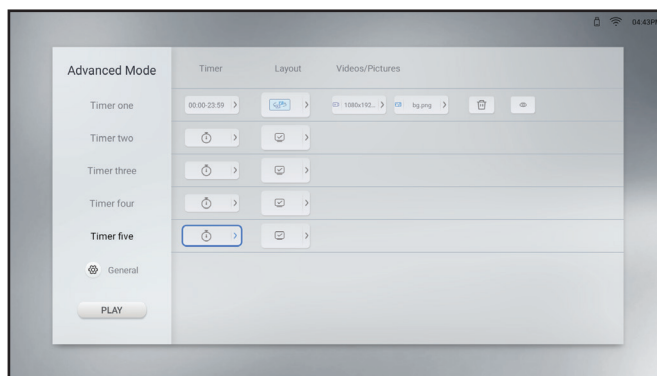 04:43PM
Advanced Mode Timer Layout Videos/Pictures
Timer one 00:00-23:59 1080x192... bg.png
Timer two
Timer three
Timer four
Timer five
General
PLAY